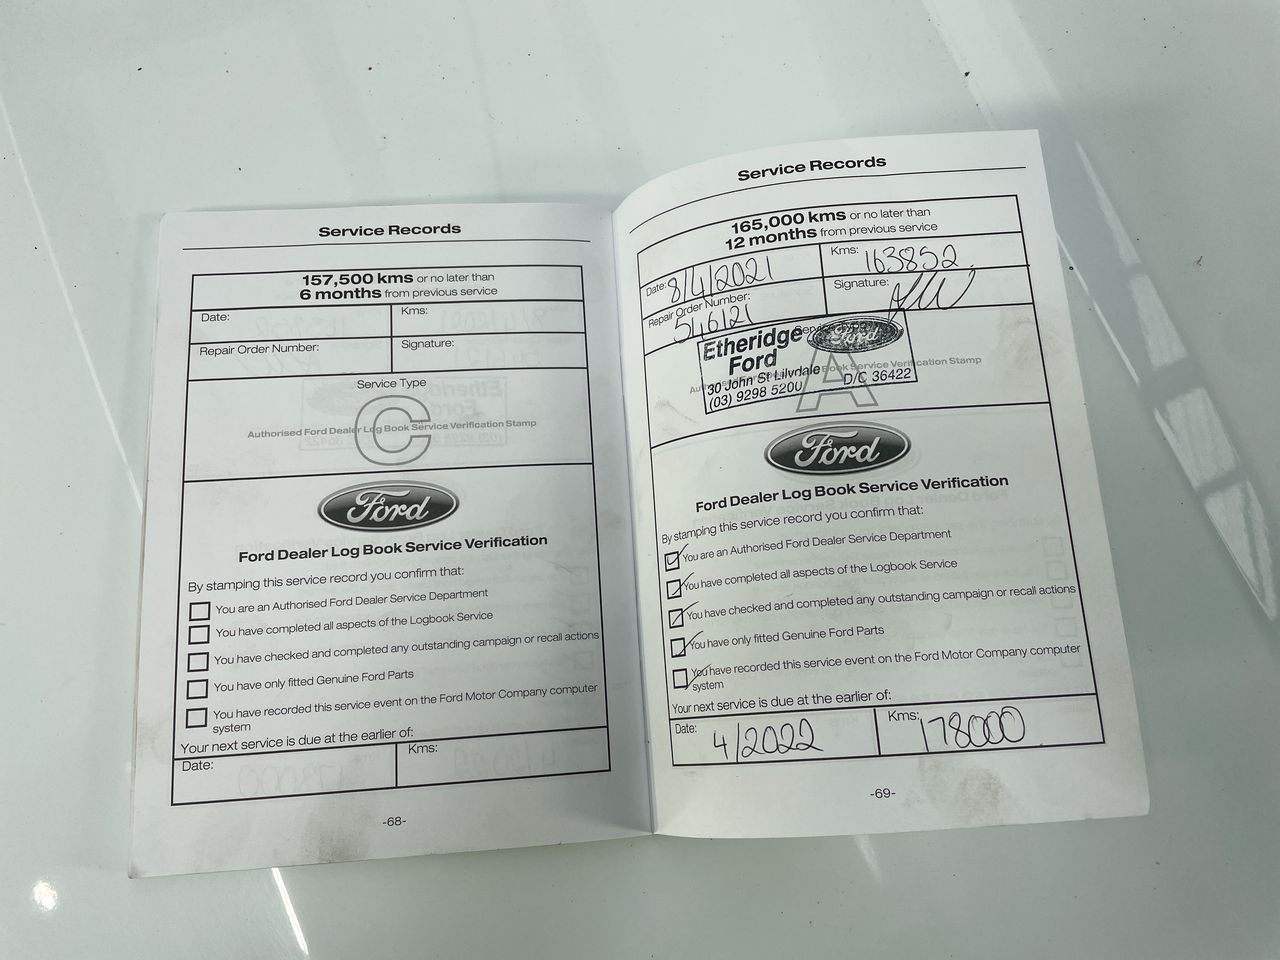 Service Records
157,500 kms or no later than
6 months from previous service
Date:
Kms:
Repair Order Number:
Signature:
Service Type
C
Authorised Ford Dealer Log Book Service Verification Stamp
Ford
Ford Dealer Log Book Service Verification
By stamping this service record you confirm that:
You are an Authorised Ford Dealer Service Department
You have completed all aspects of the Logbook Service
You have checked and completed any outstanding campaign or recall actions
You have only fitted Genuine Ford Parts
You have recorded this service event on the Ford Motor Company computer
system
Your next service is due at the earlier of:
Date:
Kms:
-68-
Service Records
165,000 kms or no later than
12 months from previous service
Date: 8/4/2021
Kms: 163852
Repair Order Number:
546121
Signature:
Etheridge
Ford
Ford
30 John St Lilydale
(03) 9298 5200
D/C 36422
A
Book Service Verification Stamp
Ford
Ford Dealer Log Book Service Verification
By stamping this service record you confirm that:
You are an Authorised Ford Dealer Service Department
You have completed all aspects of the Logbook Service
You have checked and completed any outstanding campaign or recall actions
You have only fitted Genuine Ford Parts
You have recorded this service event on the Ford Motor Company computer
system
Your next service is due at the earlier of:
Date: 4/2022
Kms: 178000
-69-